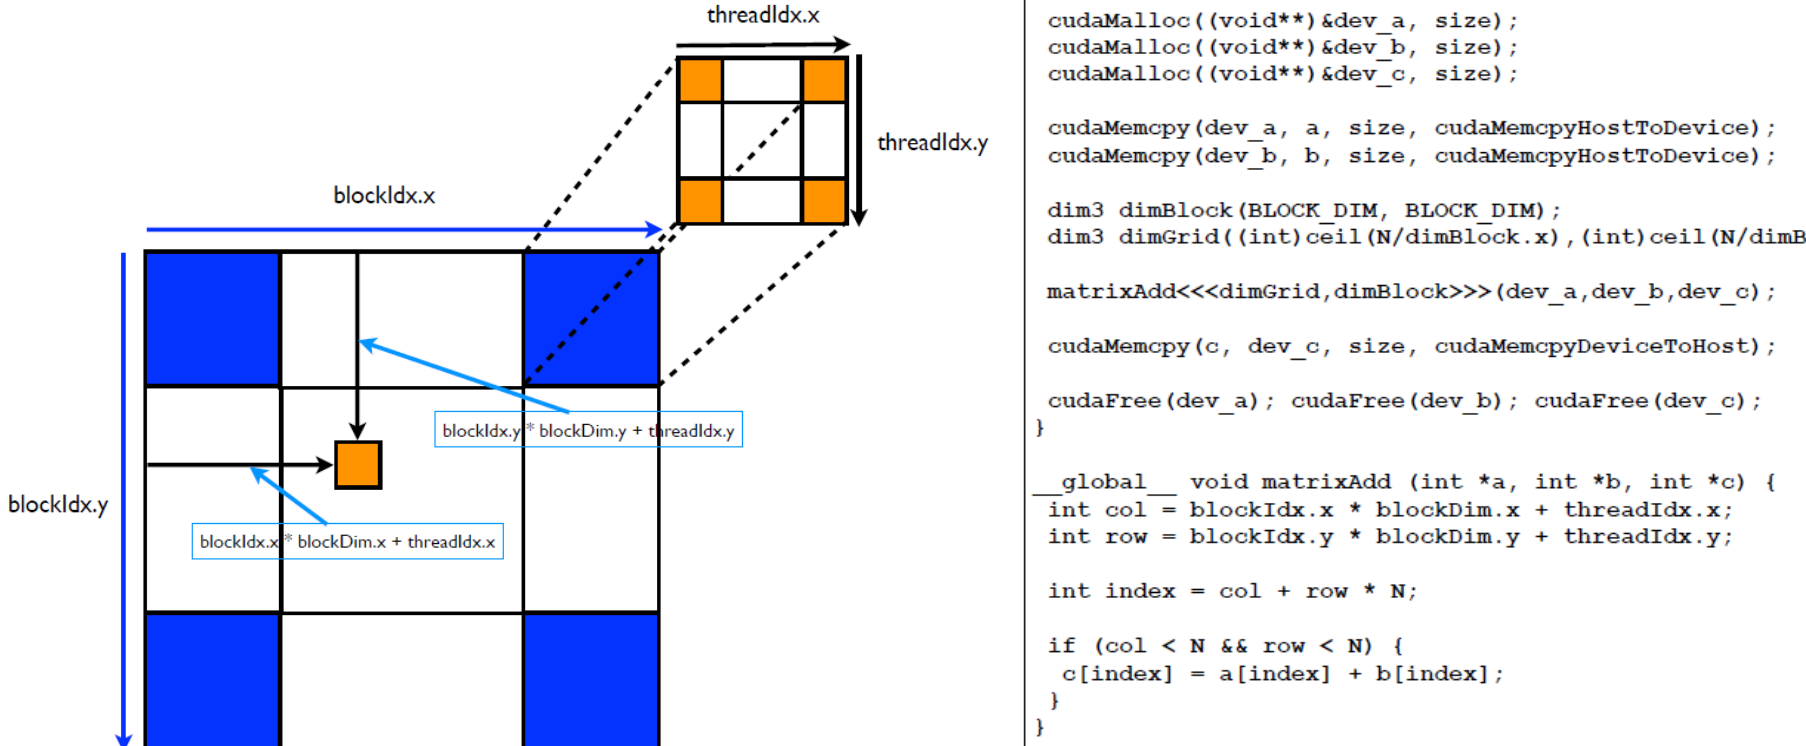 threadIdx.x
threadIdx.y
blockIdx.x
blockIdx.y * blockDim.y + threadIdx.y
blockIdx.y
blockIdx.x * blockDim.x + threadIdx.x
cudaMalloc((void**)&dev_a, size);
cudaMalloc((void**)&dev_b, size);
cudaMalloc((void**)&dev_c, size);
cudaMemcpy(dev_a, a, size, cudaMemcpyHostToDevice);
cudaMemcpy(dev_b, b, size, cudaMemcpyHostToDevice);
dim3 dimBlock(BLOCK_DIM, BLOCK_DIM);
dim3 dimGrid((int)ceil(N/dimBlock.x),(int)ceil(N/dimB
matrixAdd<<<dimGrid,dimBlock>>>(dev_a,dev_b,dev_c);
cudaMemcpy(c, dev_c, size, cudaMemcpyDeviceToHost);
cudaFree(dev_a); cudaFree(dev_b); cudaFree(dev_c);
}
__global__ void matrixAdd (int *a, int *b, int *c) {
int col = blockIdx.x * blockDim.x + threadIdx.x;
int row = blockIdx.y * blockDim.y + threadIdx.y;
int index = col + row * N;
if (col < N && row < N) {
c[index] = a[index] + b[index];
}
}